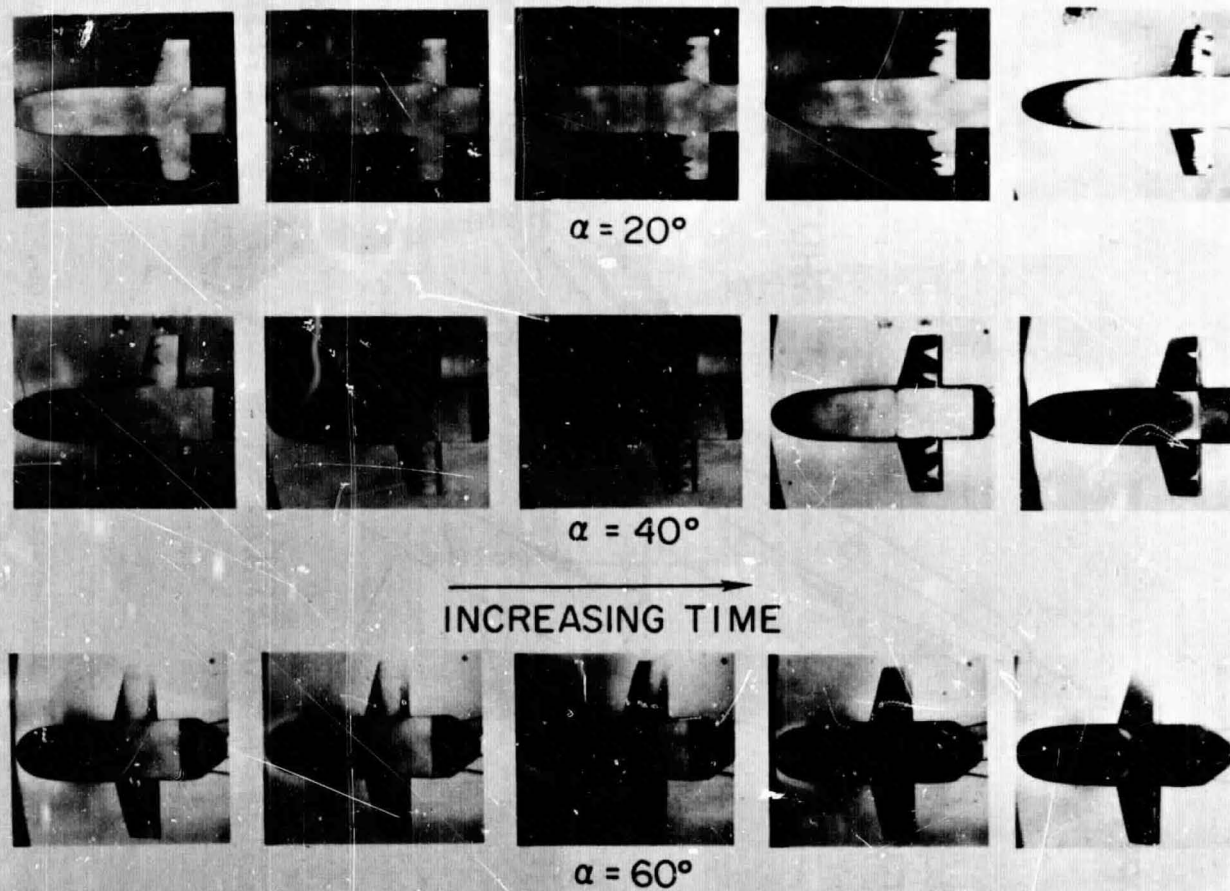 α = 20°
α = 40°
INCREASING TIME
α = 60°